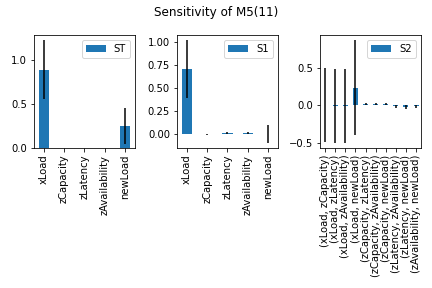 Sensitivity of M5(11)
ST
1.0
0.5
0.0
xLoad
zCapacity
zLatency
zAvailability
newLoad
S1
1.00
0.75
0.50
0.25
0.00
xLoad
zCapacity
zLatency
zAvailability
newLoad
S2
0.5
0.0
−0.5
(xLoad, zCapacity)
(xLoad, zLatency)
(xLoad, zAvailability)
(xLoad, newLoad)
(zCapacity, zLatency)
(zCapacity, zAvailability)
(zCapacity, newLoad)
(zLatency, zAvailability)
(zLatency, newLoad)
(zAvailability, newLoad)